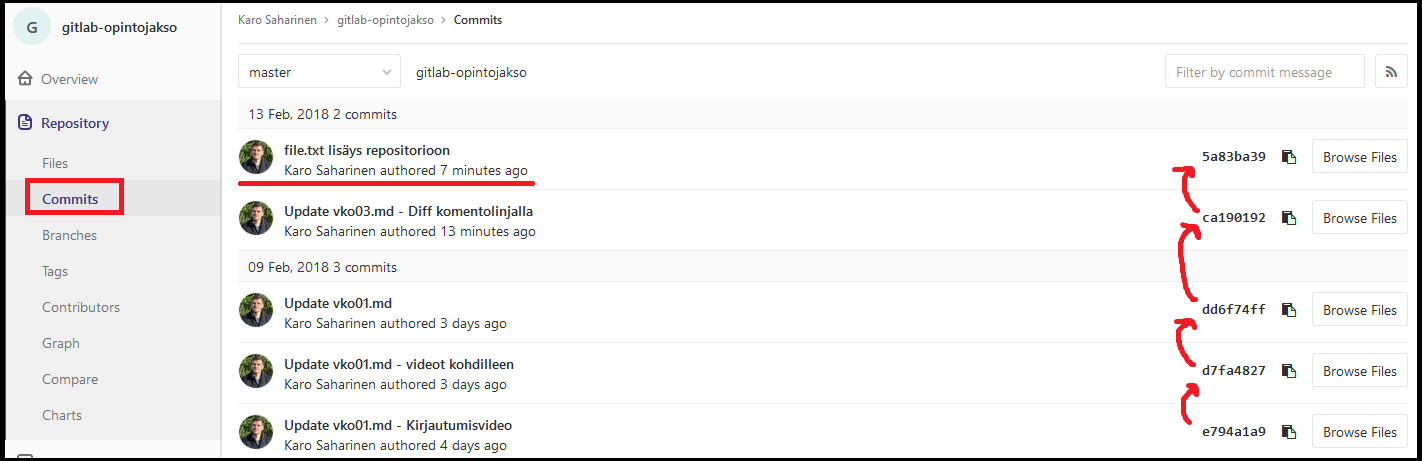 G gitlab-opintojakso
Overview
Repository
Files
Commits
Branches
Tags
Contributors
Graph
Compare
Charts
Karo Saharinen > gitlab-opintojakso > Commits
master gitlab-opintojakso Filter by commit message
13 Feb, 2018 2 commits
file.txt lisäys repositorioon
Karo Saharinen authored 7 minutes ago
5a83ba39 Browse Files
Update vko03.md - Diff komentolinjalla
Karo Saharinen authored 13 minutes ago
ca190192 Browse Files
09 Feb, 2018 3 commits
Update vko01.md
Karo Saharinen authored 3 days ago
dd6f74ff Browse Files
Update vko01.md - videot kohdilleen
Karo Saharinen authored 3 days ago
d7fa4827 Browse Files
Update vko01.md - Kirjautumisvideo
Karo Saharinen authored 4 days ago
e794a1a9 Browse Files